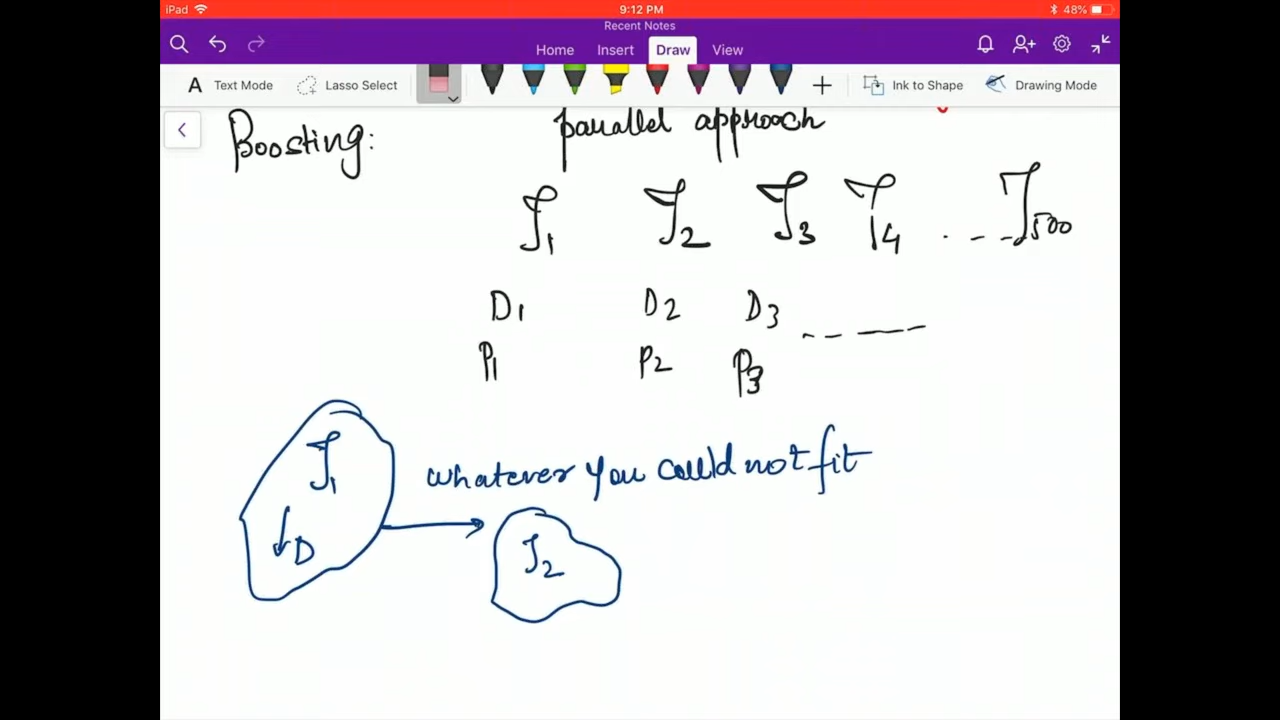 iPad 9:12 PM 48%
Recent Notes
Home Insert Draw View
A Text Mode Lasso Select Ink to Shape Drawing Mode
Boosting: parallel approach
T1 T2 T3 T4 . - - T500
D1 D2 D3 -- ---
P1 P2 P3
T1 whatever you could not fit
↓D → T2